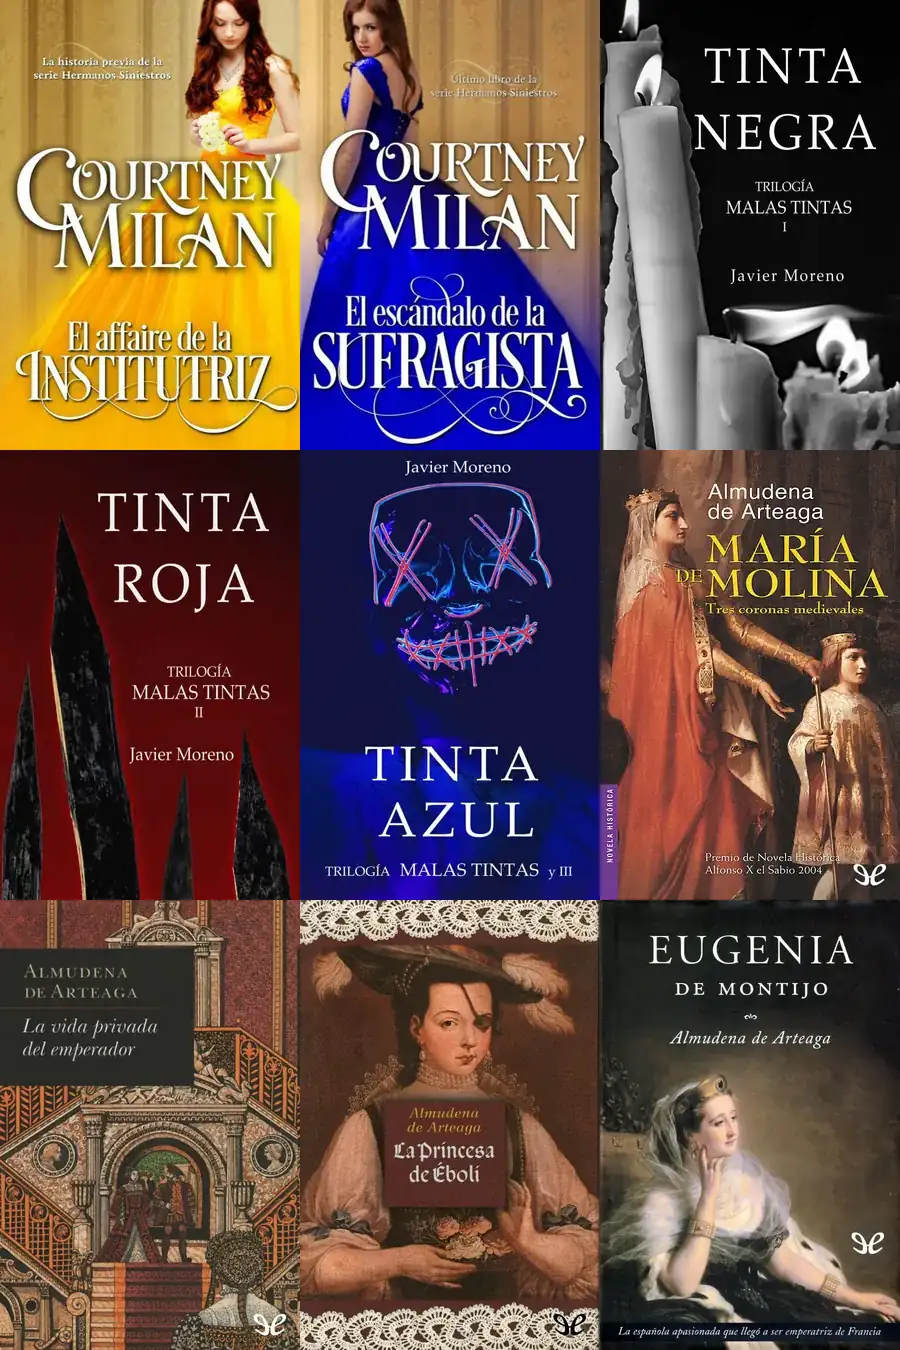 La historia previa de la
serie Hermanos Siniestros
COURTNEY
MILAN
El affaire de la
INSTITUTRIZ
Último libro de la
serie Hermanos Siniestros
COURTNEY
MILAN
El escándalo de la
SUFRAGISTA
TINTA
NEGRA
TRILOGÍA
MALAS TINTAS
I
Javier Moreno
TINTA
ROJA
TRILOGÍA
MALAS TINTAS
II
Javier Moreno
Javier Moreno
TINTA
AZUL
TRILOGÍA MALAS TINTAS y III
Almudena
de Arteaga
MARÍA
DE MOLINA
Tres coronas medievales
NOVELA HISTÓRICA
Premio de Novela Histórica
Alfonso X el Sabio 2004
ALMUDENA
DE ARTEAGA
La vida privada
del emperador
Almudena
de Arteaga
La Princesa
de Éboli
EUGENIA
DE MONTIJO
Almudena de Arteaga
La española apasionada que llegó a ser emperatriz de Francia